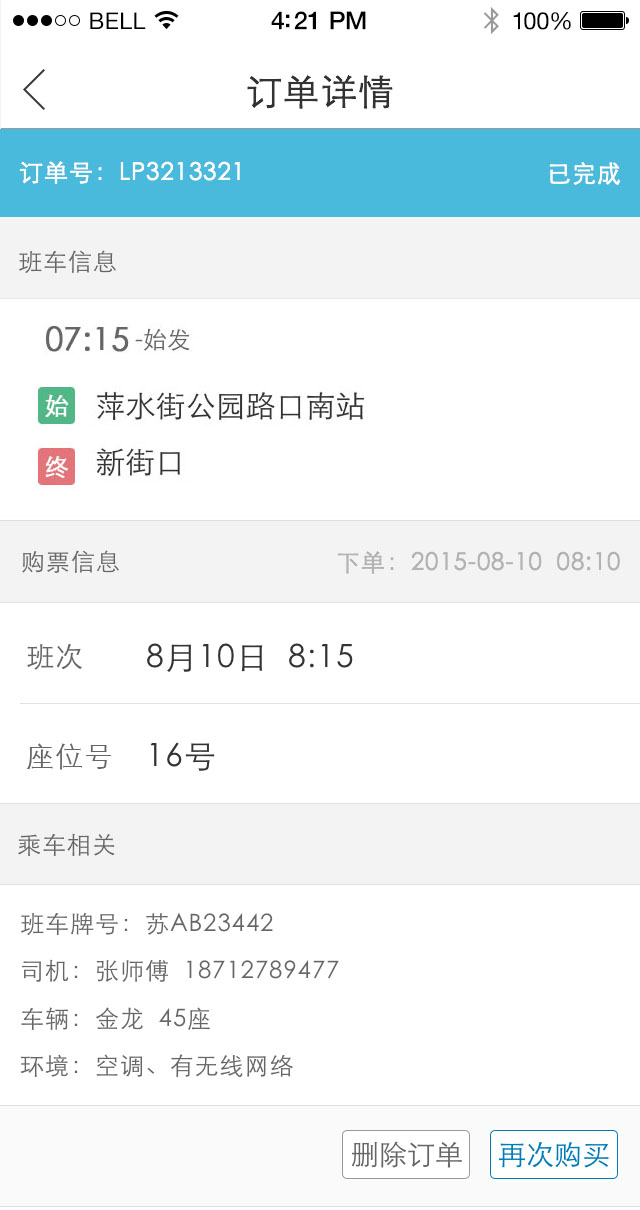 BELL 4:21 PM 100%
订单详情
订单号：LP3213321 已完成
班车信息
07:15 -始发
始 萍水街公园路口南站
终 新街口
购票信息 下单：2015-08-10 08:10
班次 8月10日 8:15
座位号 16号
乘车相关
班车牌号：苏AB23442
司机：张师傅 18712789477
车辆：金龙 45座
环境：空调、有无线网络
删除订单 再次购买